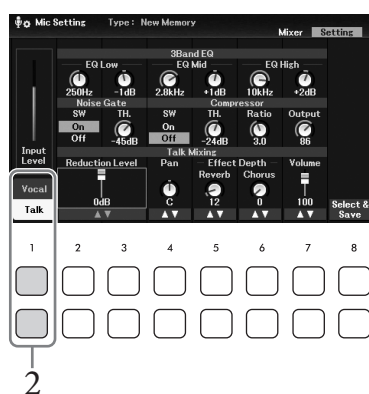 Mic Setting Type : New Memory
Mixer Setting
3Band EQ
EQ Low EQ Mid EQ High
250Hz -1dB 2.8kHz +1dB 10kHz +2dB
Noise Gate Compressor
SW TH. SW TH. Ratio Output
On On
Off -45dB Off -24dB 3.0 86
Input Level
Talk Mixing
Reduction Level Pan Effect Depth Volume
Reverb Chorus
Vocal
0dB C 12 0 100
Talk
Select & Save
1 2 3 4 5 6 7 8
2